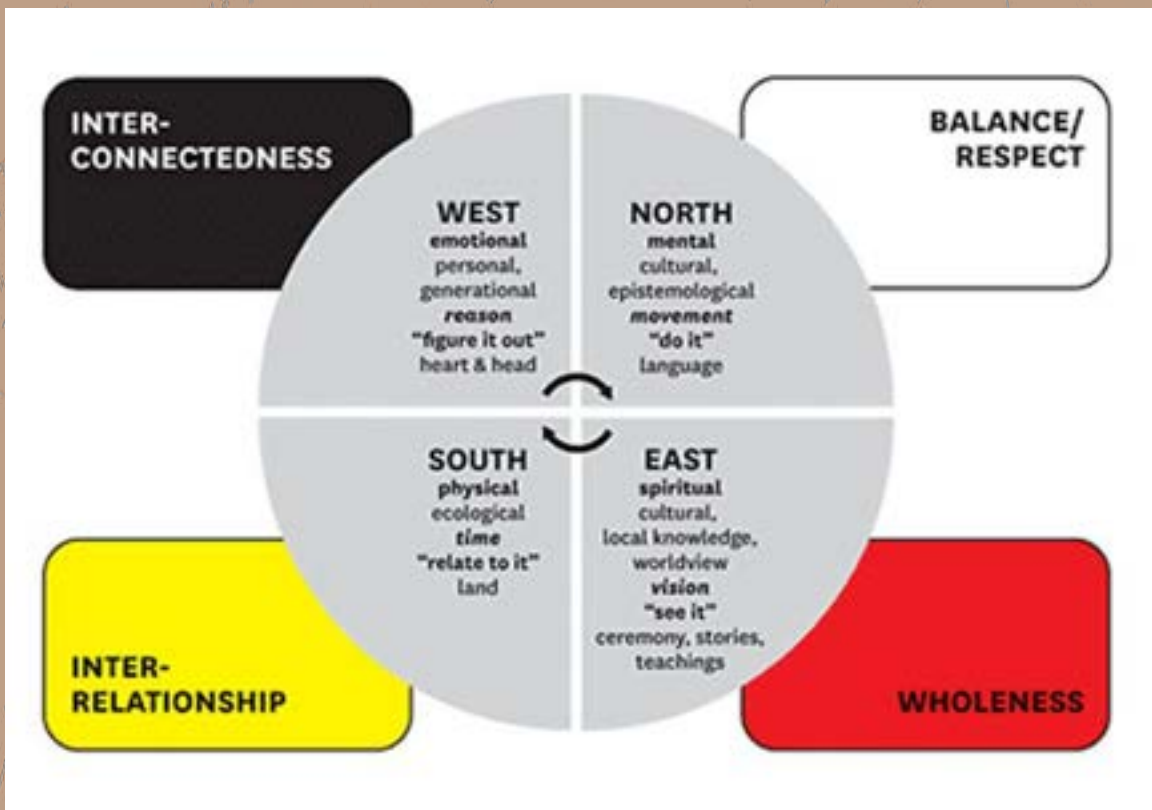 INTER-
CONNECTEDNESS
BALANCE/
RESPECT
WEST
emotional
personal,
generational
reason
"figure it out"
heart & head
NORTH
mental
cultural,
epistemological
movement
"do it"
language
SOUTH
physical
ecological
time
"relate to it"
land
EAST
spiritual
cultural,
local knowledge,
worldview
vision
"see it"
ceremony, stories,
teachings
INTER-
RELATIONSHIP
WHOLENESS